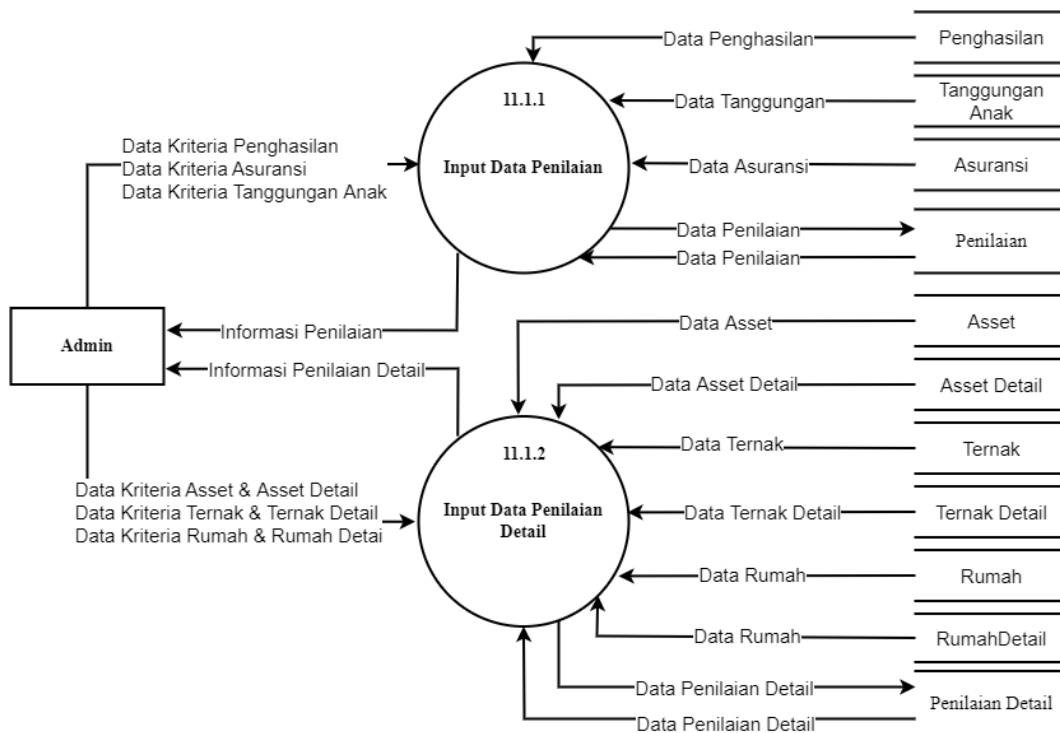 Data Penghasilan
Penghasilan
11.1.1
Data Tanggungan
Tanggungan
Anak
Data Kriteria Penghasilan
Data Kriteria Asuransi
Data Kriteria Tanggungan Anak
Input Data Penilaian
Data Asuransi
Asuransi
Data Penilaian
Data Penilaian
Penilaian
Informasi Penilaian
Admin
Informasi Penilaian Detail
Data Asset
Asset
Data Asset Detail
Asset Detail
11.1.2
Data Ternak
Ternak
Data Kriteria Asset & Asset Detail
Data Kriteria Ternak & Ternak Detail
Data Kriteria Rumah & Rumah Detai
Input Data Penilaian
Detail
Data Ternak Detail
Ternak Detail
Data Rumah
Rumah
Data Rumah
RumahDetail
Data Penilaian Detail
Data Penilaian Detail
Penilaian Detail